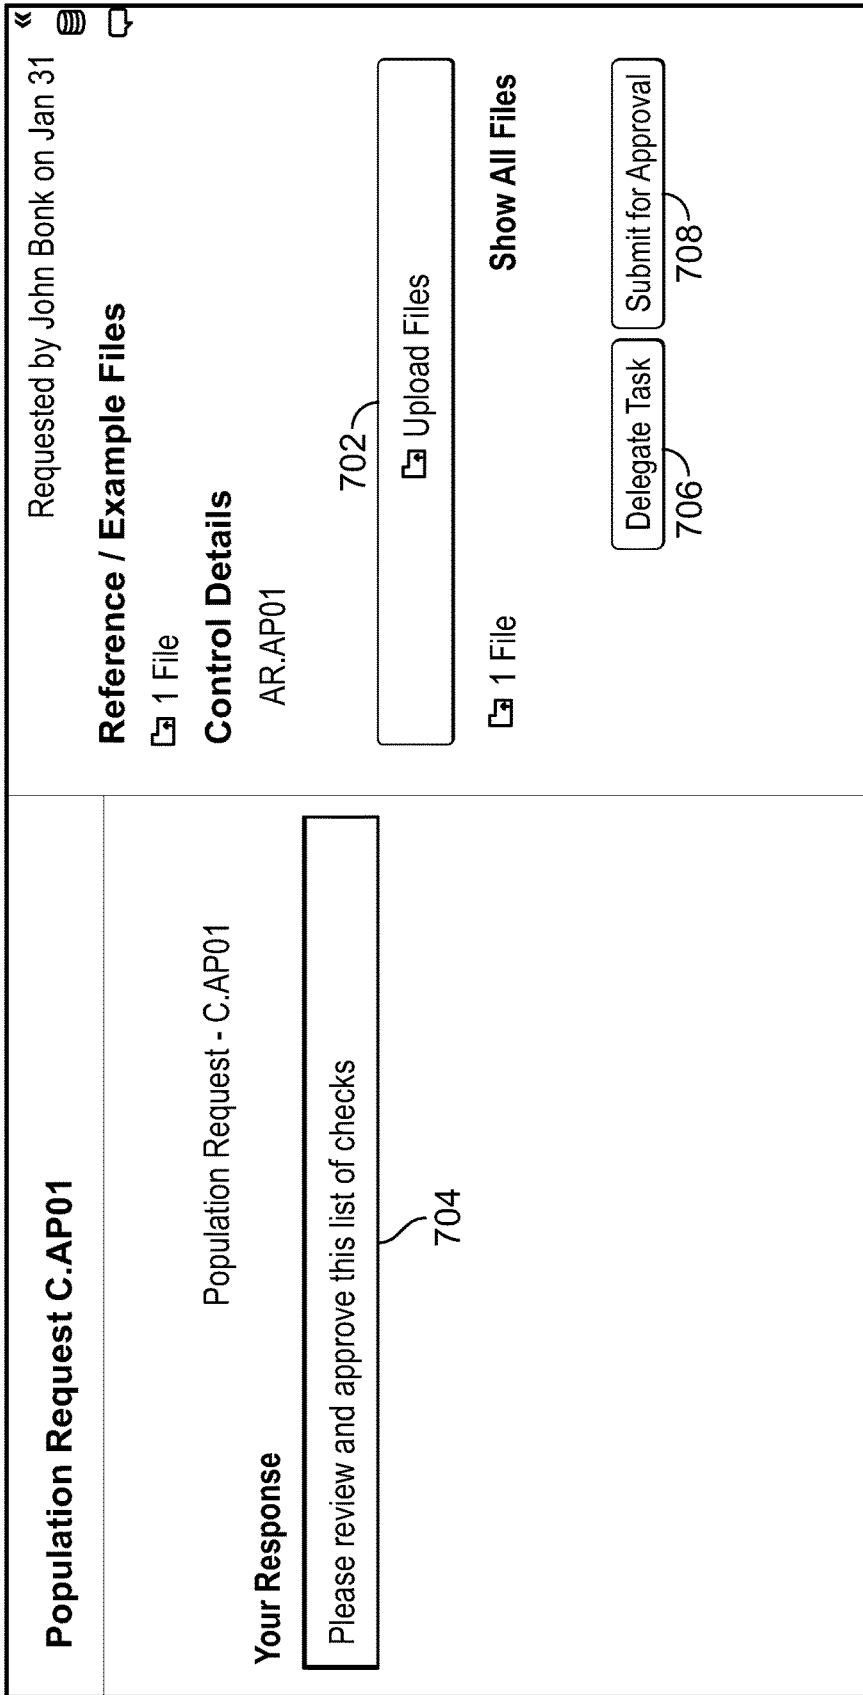 Population Request C.AP01
Population Request - C.AP01
Your Response
Please review and approve this list of checks
704
Requested by John Bonk on Jan 31
«
Reference / Example Files
1 File
Control Details
AR.AP01
702
Upload Files
1 File
Show All Files
Delegate Task
Submit for Approval
706
708